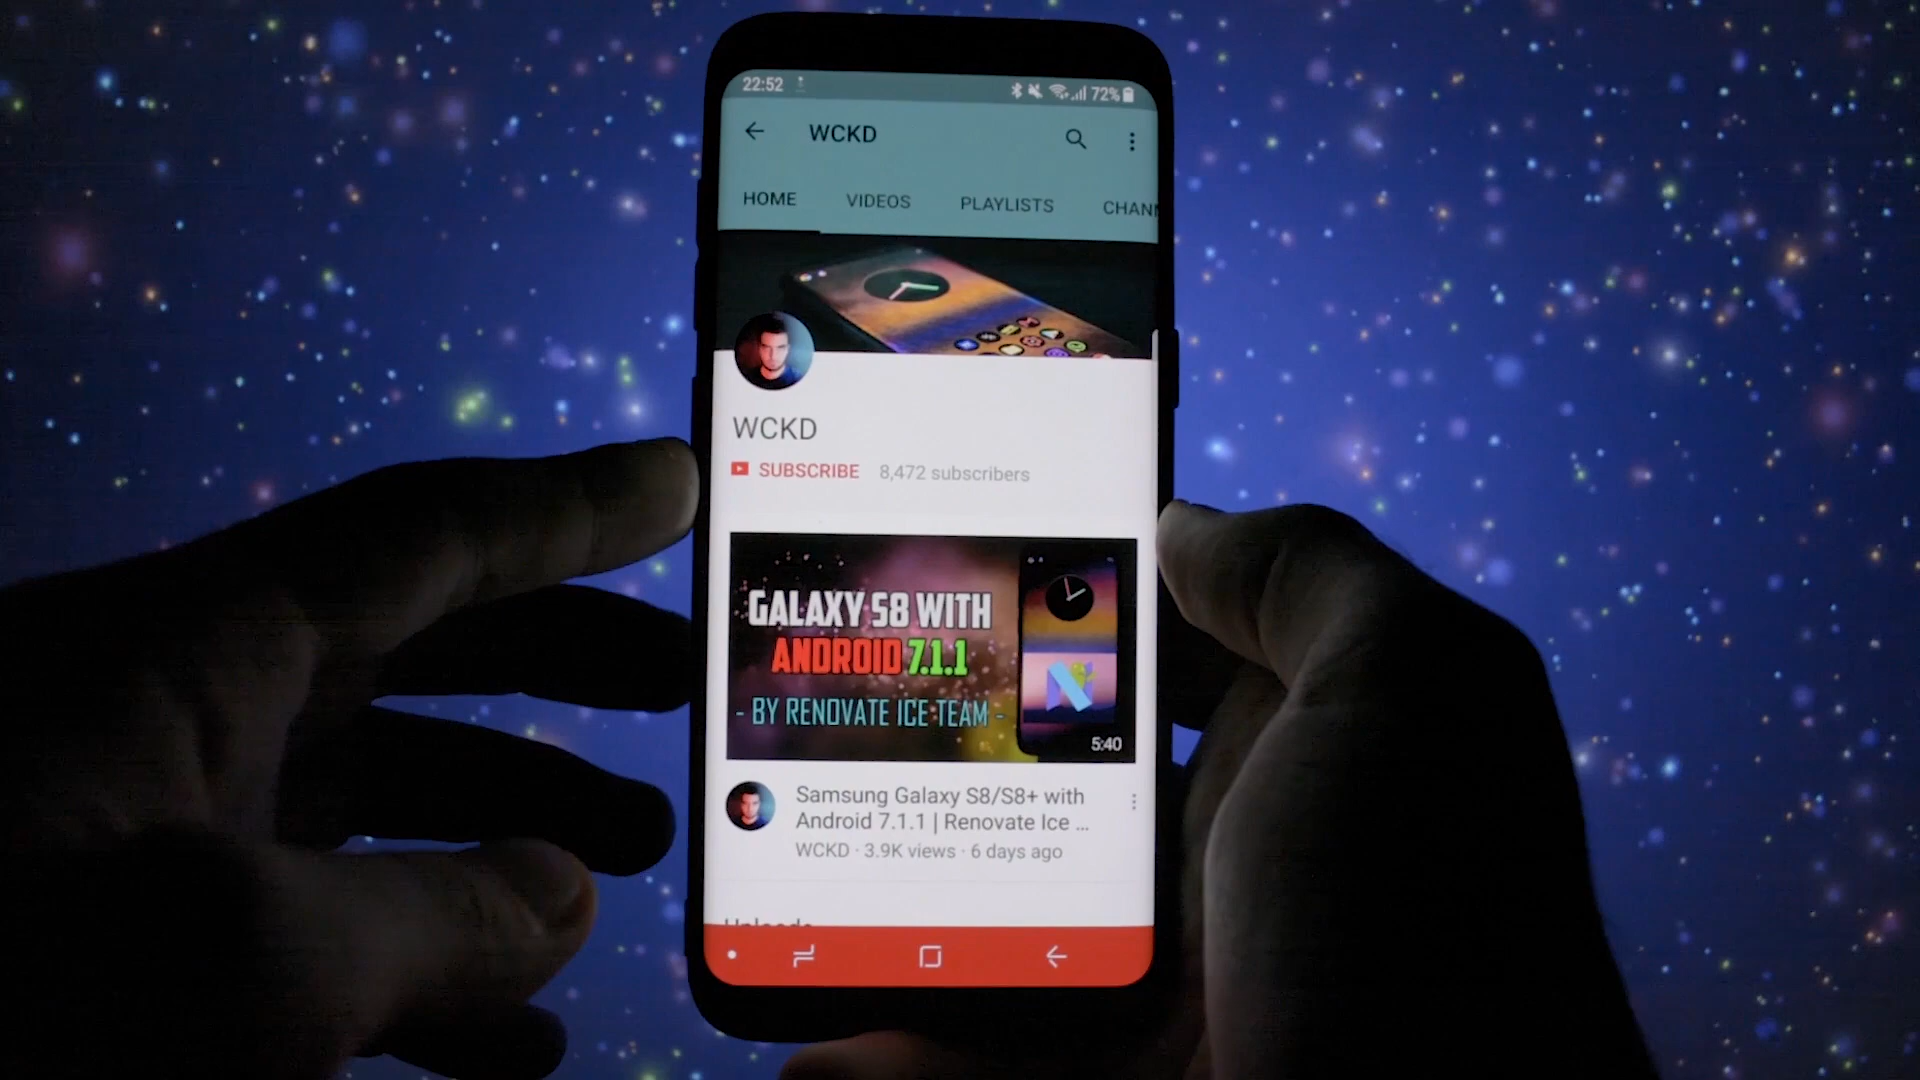 22:52 72%
WCKD
HOME VIDEOS PLAYLISTS CHANN
WCKD
SUBSCRIBE 8,472 subscribers
GALAXY S8 WITH
ANDROID 7.1.1
- BY RENOVATE ICE TEAM -
5:40
Samsung Galaxy S8/S8+ with
Android 7.1.1 | Renovate Ice ...
WCKD · 3.9K views · 6 days ago
Uploads